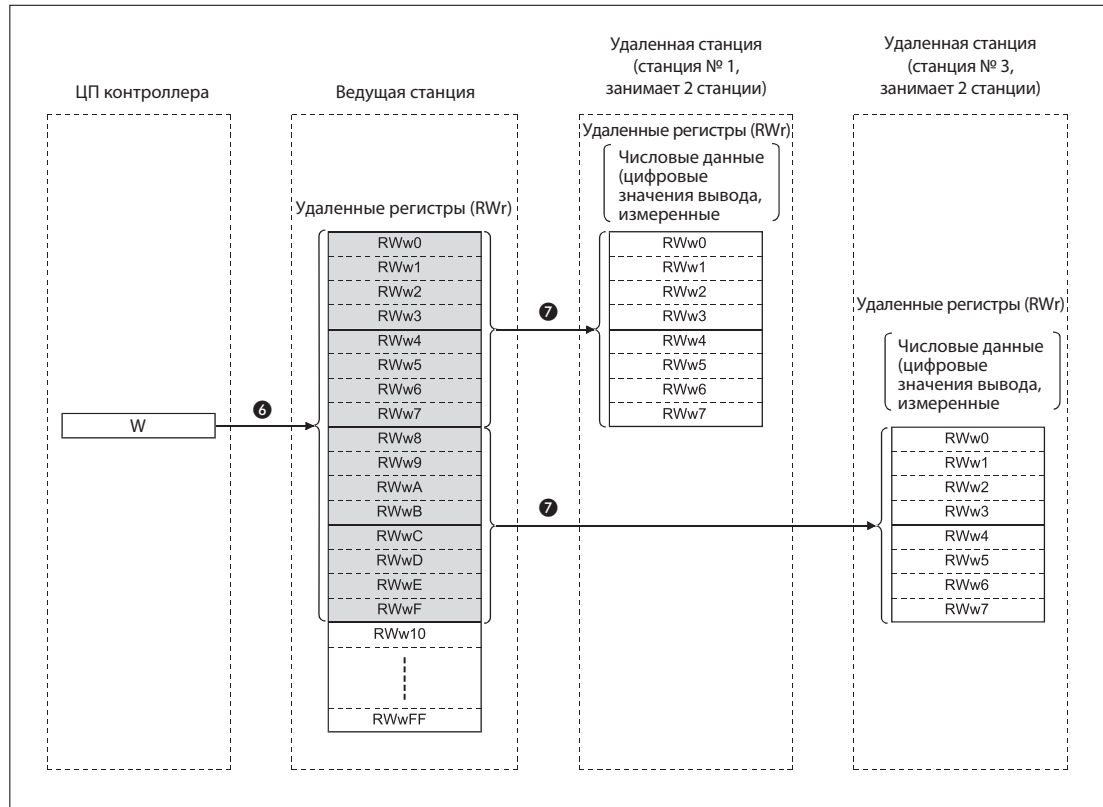 ЦП контроллера
Ведущая станция
Удаленная станция
(станция № 1,
занимает 2 станции)
Удаленная станция
(станция № 3,
занимает 2 станции)
Удаленные регистры (RWr)
Числовые данные
(цифровые
значения вывода,
измеренные
Удаленные регистры (RWr)
RWw0
RWw1
RWw2
RWw3
RWw4
RWw5
RWw6
RWw7
RWw8
RWw9
RWwA
RWwB
RWwC
RWwD
RWwE
RWwF
RWw10
RWwFF
W
6
7
7
RWw0
RWw1
RWw2
RWw3
RWw4
RWw5
RWw6
RWw7
Удаленные регистры (RWr)
Числовые данные
(цифровые
значения вывода,
измеренные
RWw0
RWw1
RWw2
RWw3
RWw4
RWw5
RWw6
RWw7